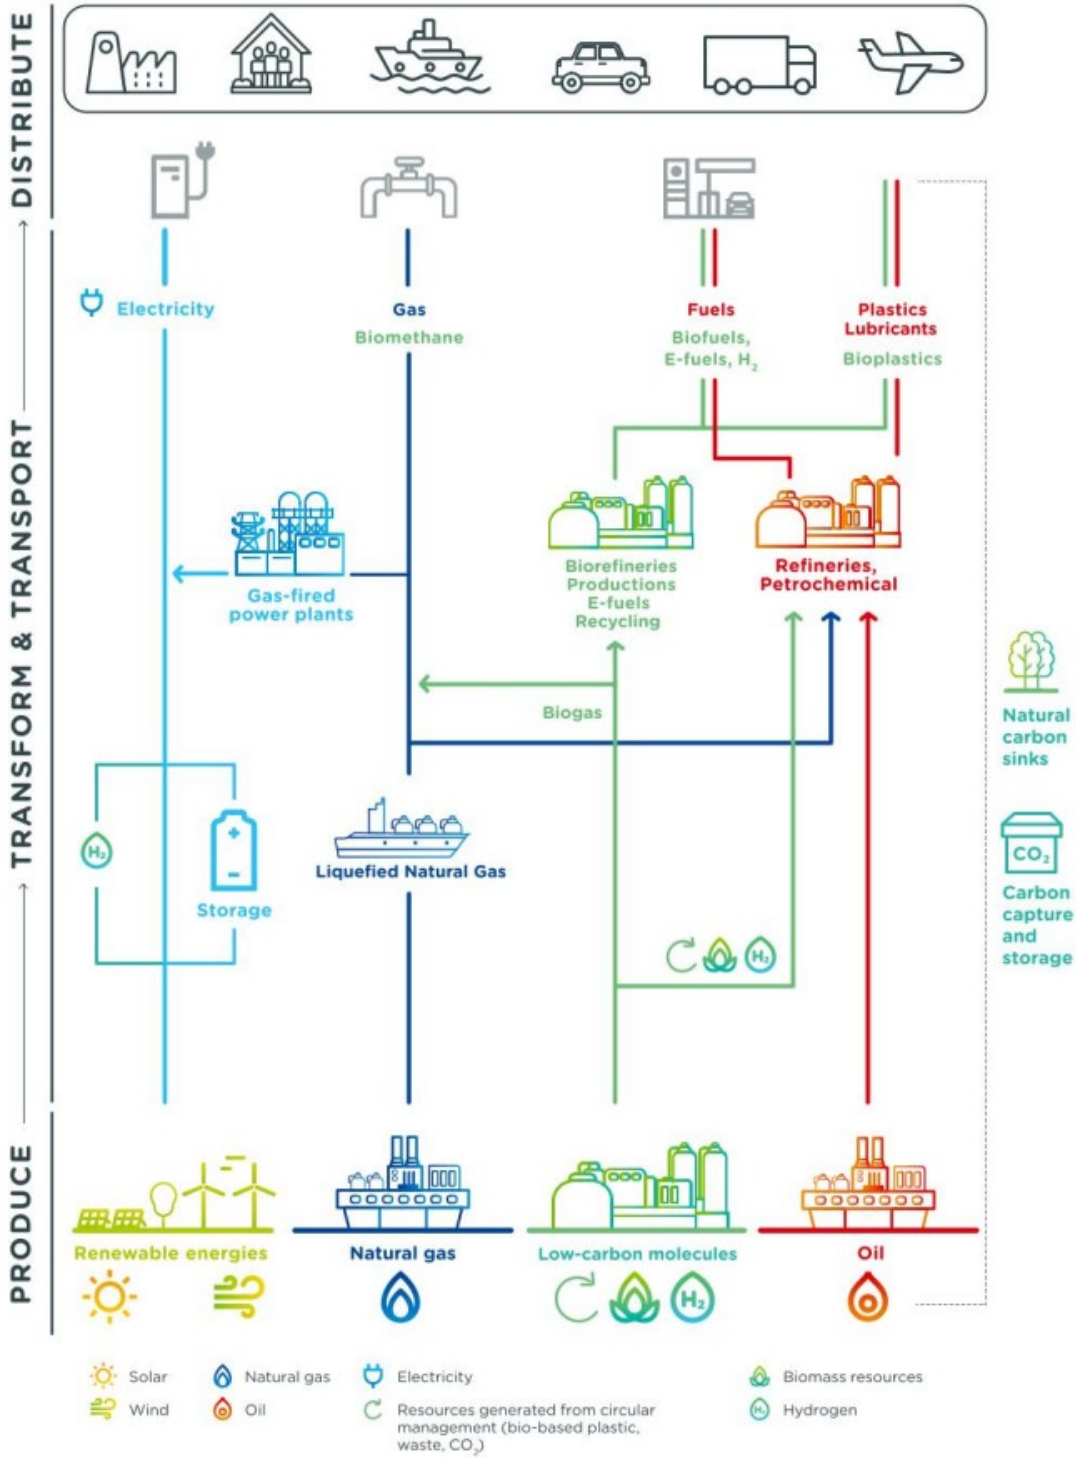 DISTRIBUTE
TRANSFORM & TRANSPORT
PRODUCE
Electricity
Gas
Biomethane
Fuels
Biofuels,
E-fuels, H₂
Plastics
Lubricants
Bioplastics
Gas-fired
power plants
Biorefineries
Productions
E-fuels
Recycling
Refineries,
Petrochemical
Biogas
Natural
carbon
sinks
H₂
+
-
Storage
Liquefied Natural Gas
CO₂
Carbon
capture
and
storage
H₂
Renewable energies
Natural gas
Low-carbon molecules
Oil
H₂
Solar
Natural gas
Electricity
Biomass resources
Wind
Oil
Resources generated from circular
management (bio-based plastic,
waste, CO₂)
H₂
Hydrogen